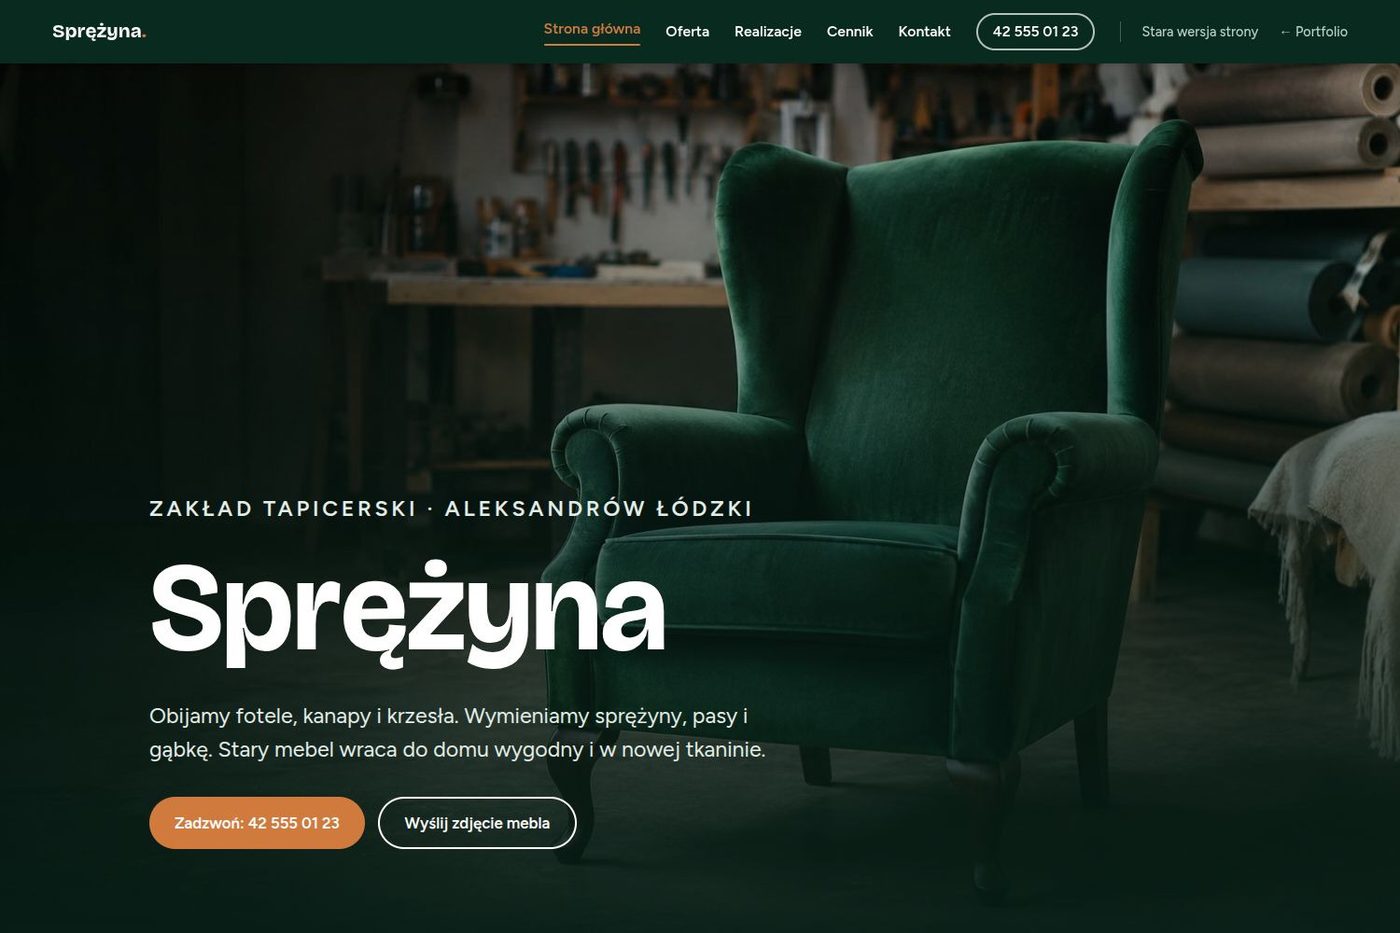 Sprężyna.
Strona główna
Oferta
Realizacje
Cennik
Kontakt
42 555 01 23
Stara wersja strony
← Portfolio
ZAKŁAD TAPICERSKI · ALEKSANDRÓW ŁÓDZKI
Sprężyna
Obijamy fotele, kanapy i krzesła. Wymieniamy sprężyny, pasy i
gąbkę. Stary mebel wraca do domu wygodny i w nowej tkaninie.
Zadzwoń: 42 555 01 23
Wyślij zdjęcie mebla